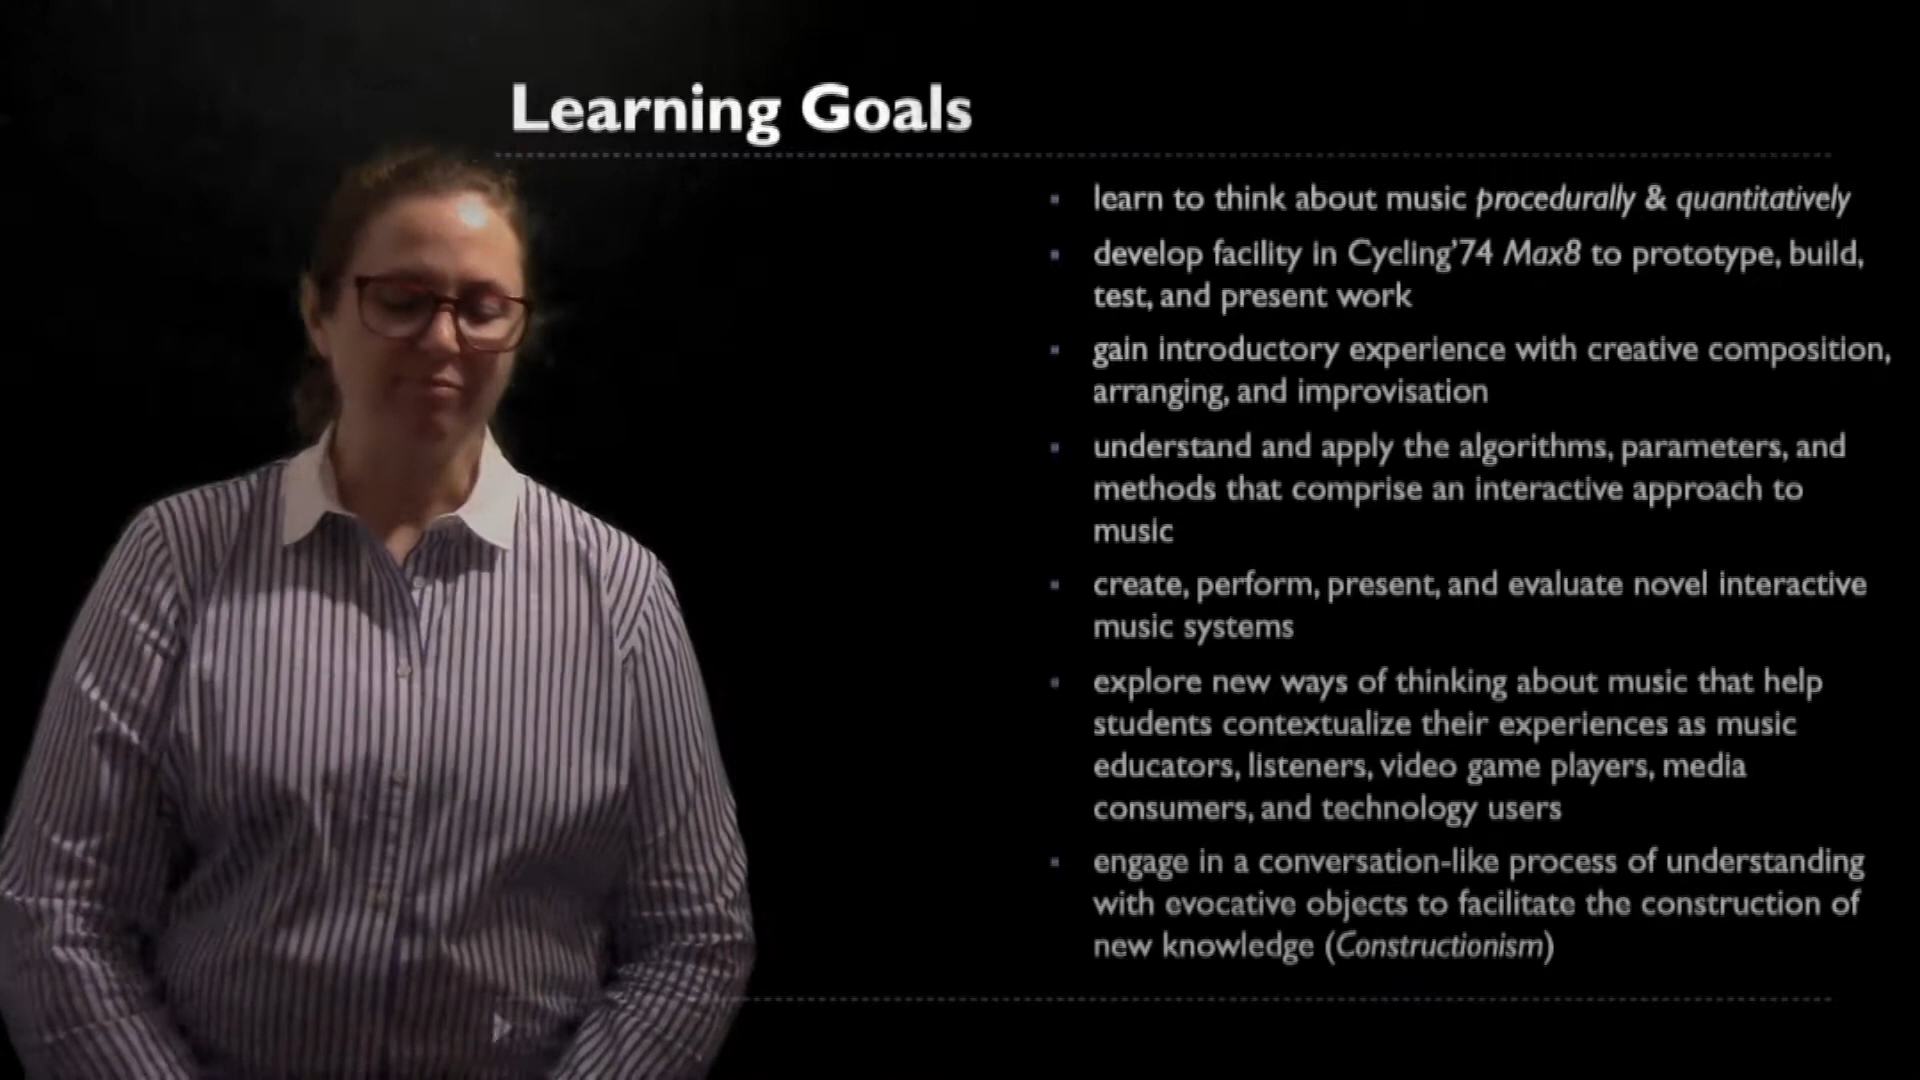 Learning Goals
learn to think about music procedurally & quantitatively
develop facility in Cycling'74 Max8 to prototype, build,
test, and present work
gain introductory experience with creative composition,
arranging, and improvisation
understand and apply the algorithms, parameters, and
methods that comprise an interactive approach to
music
create, perform, present, and evaluate novel interactive
music systems
explore new ways of thinking about music that help
students contextualize their experiences as music
educators, listeners, video game players, media
consumers, and technology users
engage in a conversation-like process of understanding
with evocative objects to facilitate the construction of
new knowledge (Constructionism)